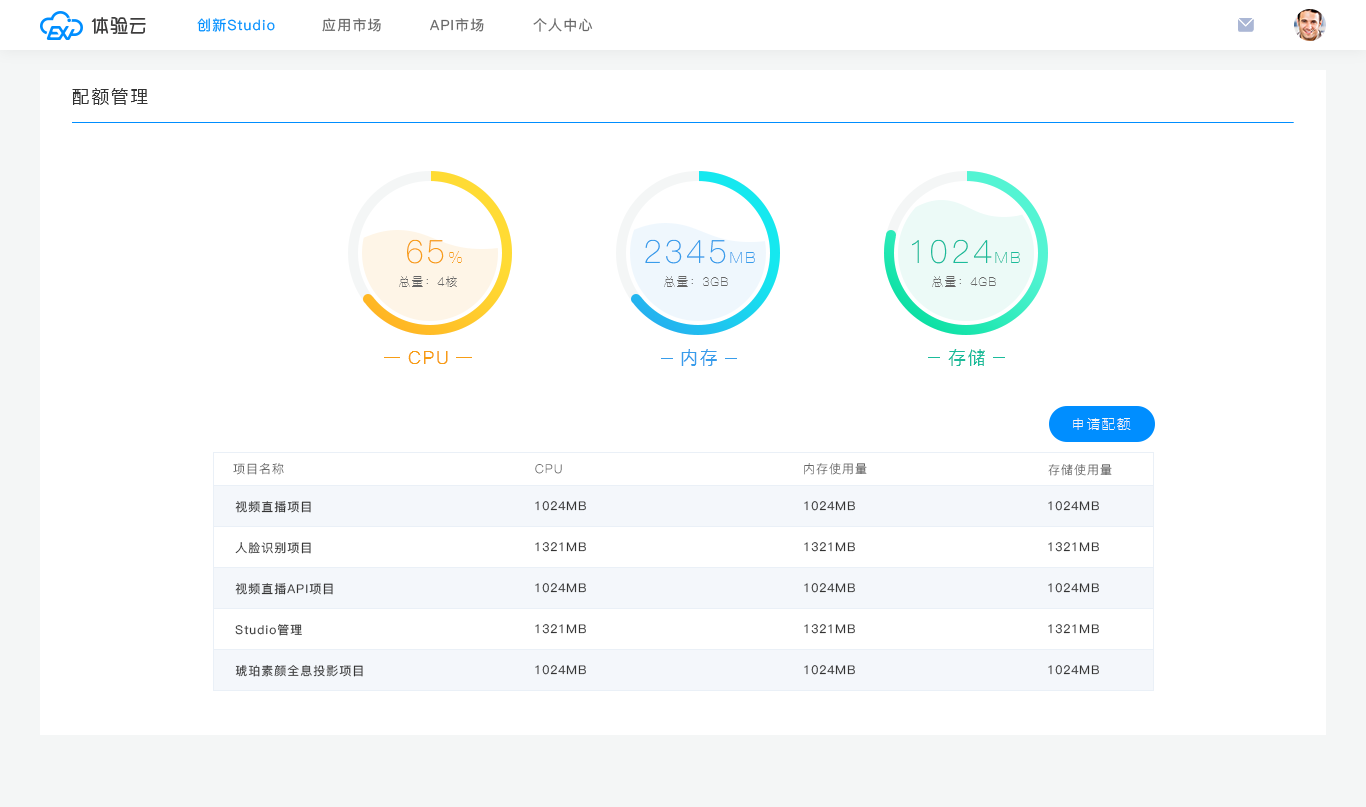 EXP 体验云 创新Studio 应用市场 API市场 个人中心
配额管理
65% 2345MB 1024MB
总量：4核 总量：3GB 总量：4GB
CPU 内存 存储
申请配额
项目名称 CPU 内存使用量 存储使用量
视频直播项目 1024MB 1024MB 1024MB
人脸识别项目 1321MB 1321MB 1321MB
视频直播API项目 1024MB 1024MB 1024MB
Studio管理 1321MB 1321MB 1321MB
琥珀素颜全息投影项目 1024MB 1024MB 1024MB